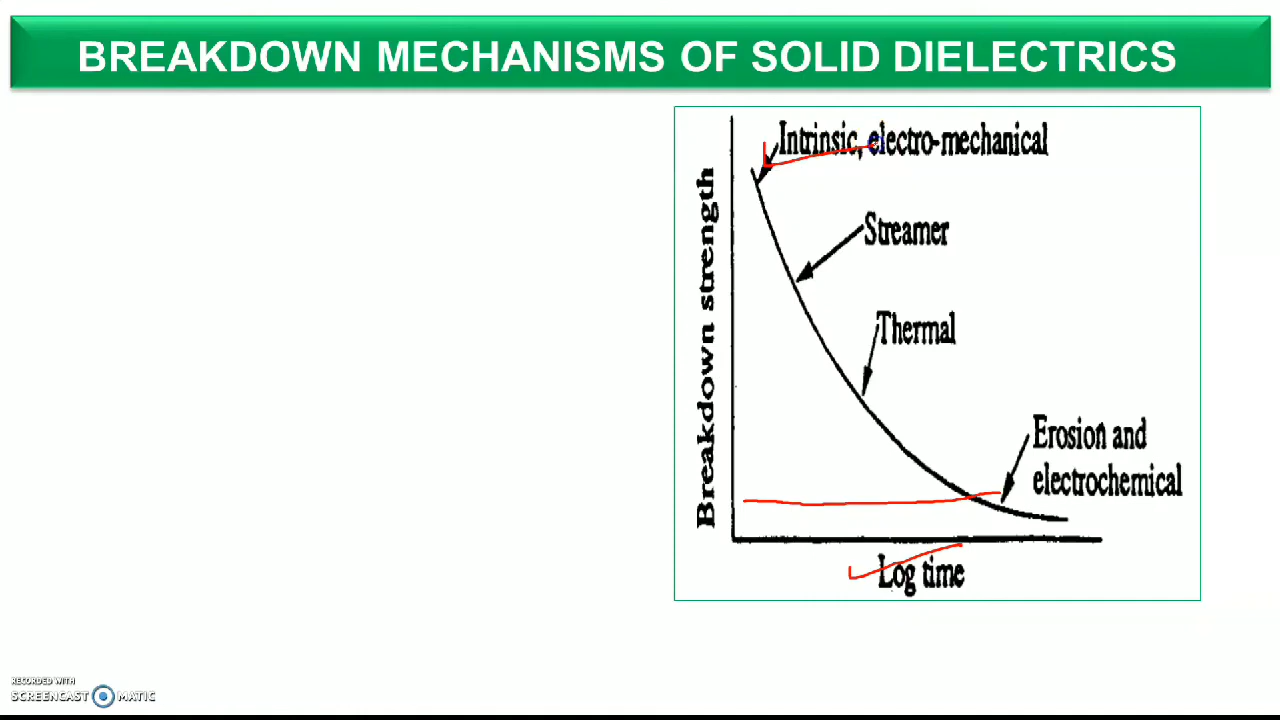 BREAKDOWN MECHANISMS OF SOLID DIELECTRICS
Intrinsic, electro-mechanical
Streamer
Thermal
Erosion and
electrochemical
Breakdown strength
Log time
RECORDED WITH
SCREENCAST MATIC